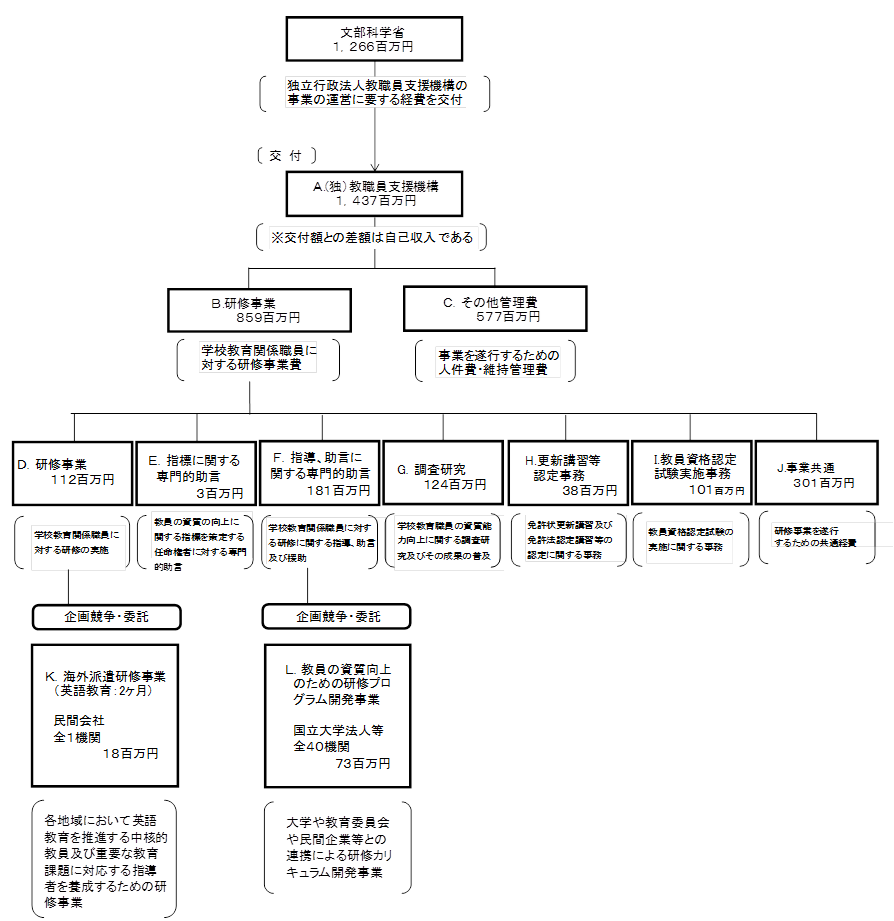 文部科学省
1，266百万円
独立行政法人教職員支援機構の
事業の運営に要する経費を交付
交 付
A.（独）教職員支援機構
1，437百万円
※交付額との差額は自己収入である
B.研修事業
859百万円
C．その他管理費
577百万円
学校教育関係職員に
対する研修事業費
事業を遂行するための
人件費・維持管理費
D．研修事業
112百万円
E．指標に関する
専門的助言
3百万円
F．指導、助言に
関する専門的助言
181百万円
G．調査研究
124百万円
H.更新講習等
認定事務
38百万円
I.教員資格認定
試験実施事務
101百万円
J.事業共通
301百万円
学校教育関係職員に
対する研修の実施
教員の資質の向上に
関する指標を策定する
任命権者に対する専門
的助言
学校教育関係職員に対す
る研修に関する指導、助言
及び援助
学校教育職員の資質能
力向上に関する調査研
究及びその成果の普及
免許状更新講習及び
免許法認定講習等の
認定に関する事務
教員資格認定試験の
実施に関する事務
研修事業を遂行
するための共通経費
企画競争・委託
企画競争・委託
K．海外派遣研修事業
（英語教育：2ヶ月）
民間会社
全1機関
18百万円
L．教員の資質向上
のための研修プロ
グラム開発事業
国立大学法人等
全40機関
73百万円
各地域において英語
教育を推進する中核的
教員及び重要な教育
課題に対応する指導
者を養成するための研
修事業
大学や教育委員会
や民間企業等との
連携による研修カリ
キュラム開発事業